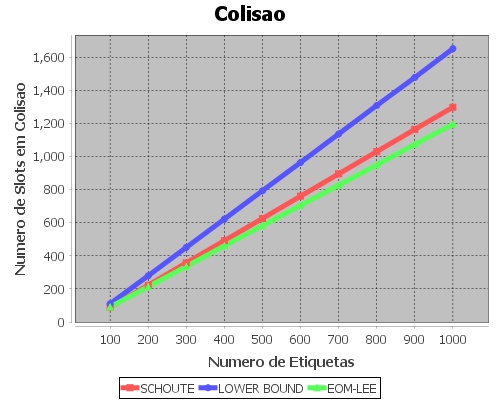 Colisao
Numero de Slots em Colisao
1,600
1,400
1,200
1,000
800
600
400
200
0
100 200 300 400 500 600 700 800 900 1000
Numero de Etiquetas
SCHOUTE LOWER BOUND EOM-LEE